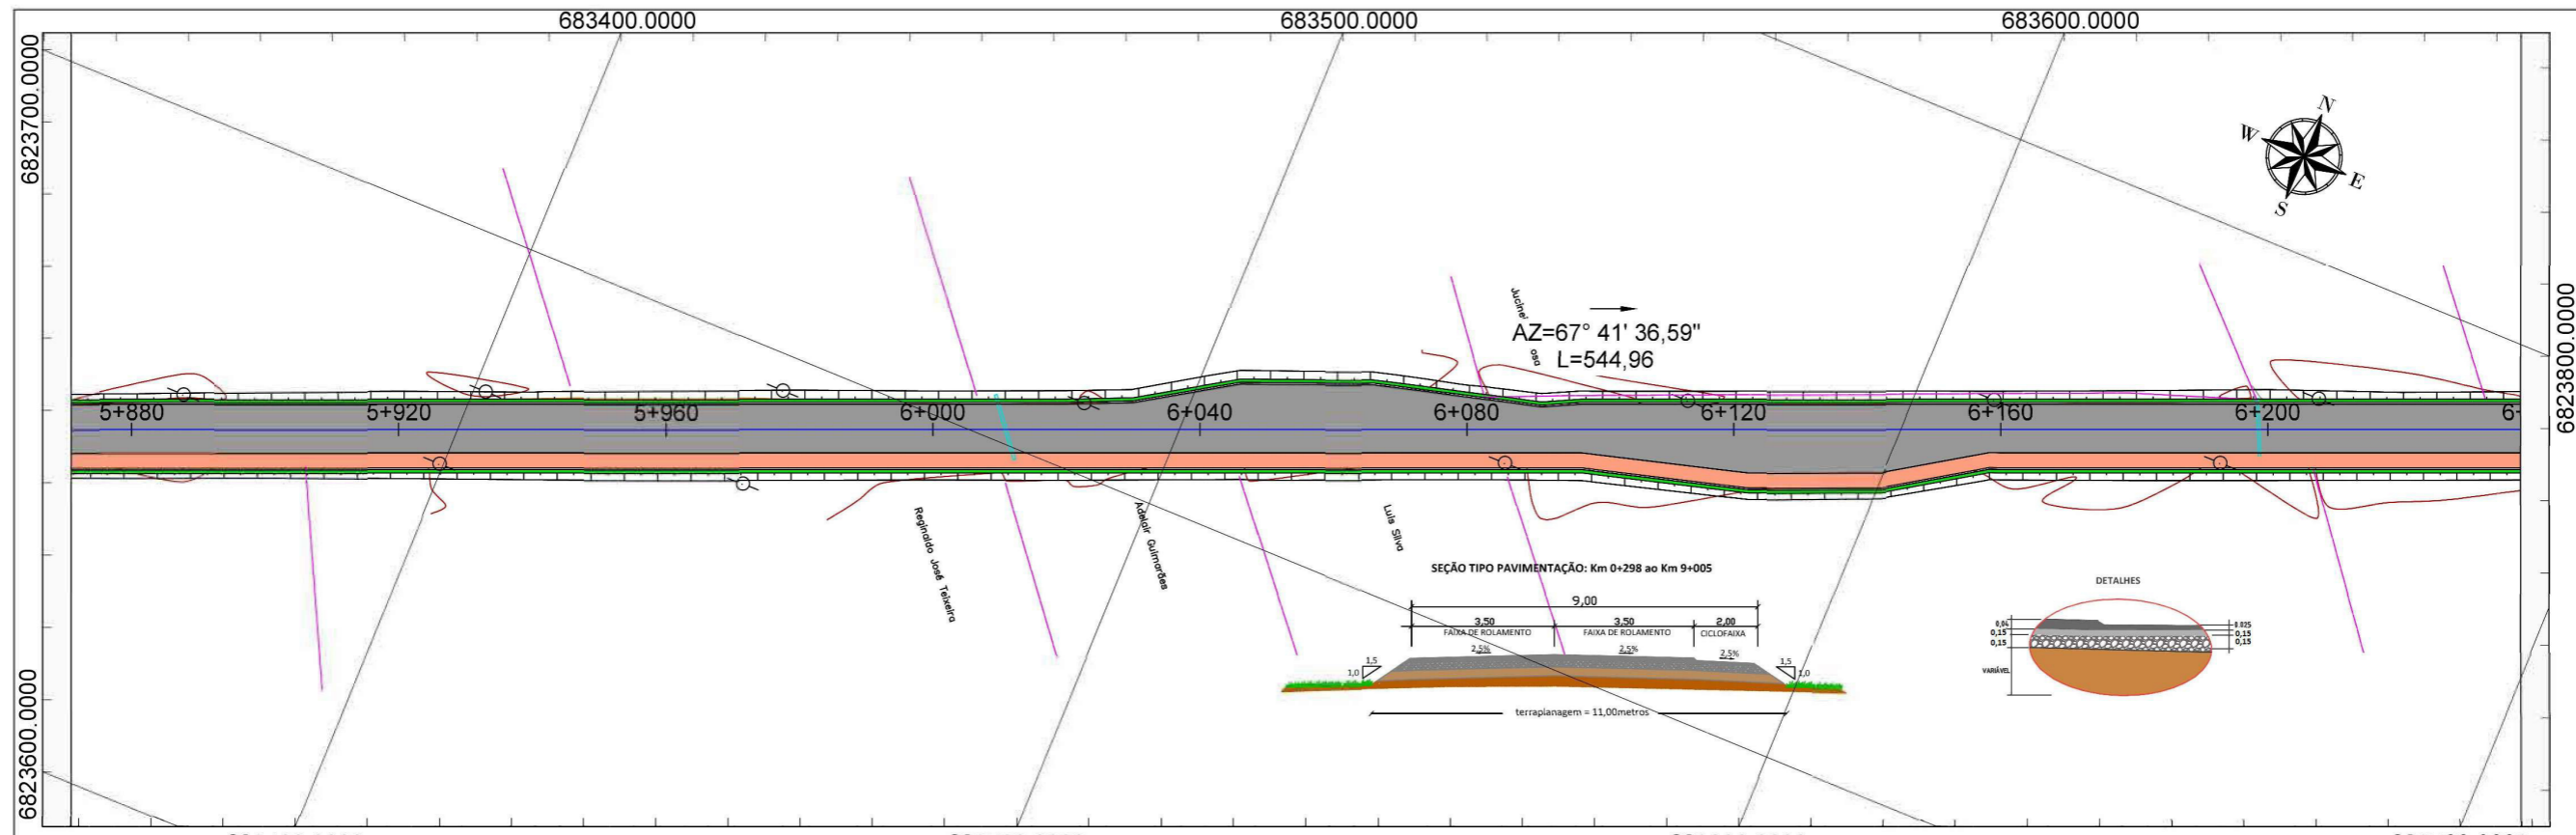 683400.0000
683500.0000
683600.0000
6823700.0000
N
W
E
S
6823800.0000
AZ=67° 41' 36,59"
L=544,96
5+880
5+920
5+960
6+000
6+040
6+080
6+120
6+160
6+200
6+
Reginaldo José Teixeira
Adelair Guimarães
Luis Silva
SEÇÃO TIPO PAVIMENTAÇÃO: Km 0+298 ao Km 9+005
9,00
3,50
3,50
2,00
FAIXA DE ROLAMENTO
FAIXA DE ROLAMENTO
CICLOFAIXA
2,5%
2,5%
2,5%
1,5
1,0
1,5
1,0
terraplanagem = 11,00metros
DETALHES
0,04
0,15
0,15
VARIÁVEL
0.025
0,15
0,15
6823600.0000